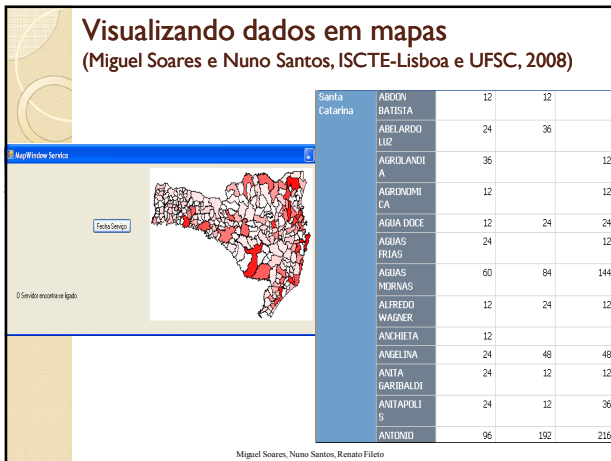 Visualizando dados em mapas
(Miguel Soares e Nuno Santos, ISCTE-Lisboa e UFSC, 2008)
MapWindow Service
Fecha Serviço
O Servidor encontra-se ligado
Santa
Catarina
ABDON
BATISTA
12 12
ABELARDO
LUZ
24 36
AGROLANDI
A
36 12
AGRONOMI
CA
12 12
AGUA DOCE 12 24 24
AGUAS
FRIAS
24 12
AGUAS
MORNAS
60 84 144
ALFREDO
WAGNER
12 24 12
ANCHIETA 12
ANGELINA 24 48 48
ANITA
GARIBALDI
24 12 12
ANITAPOLI
S
24 12 36
ANTONIO 96 192 216
Miguel Soares, Nuno Santos, Renato Fileto